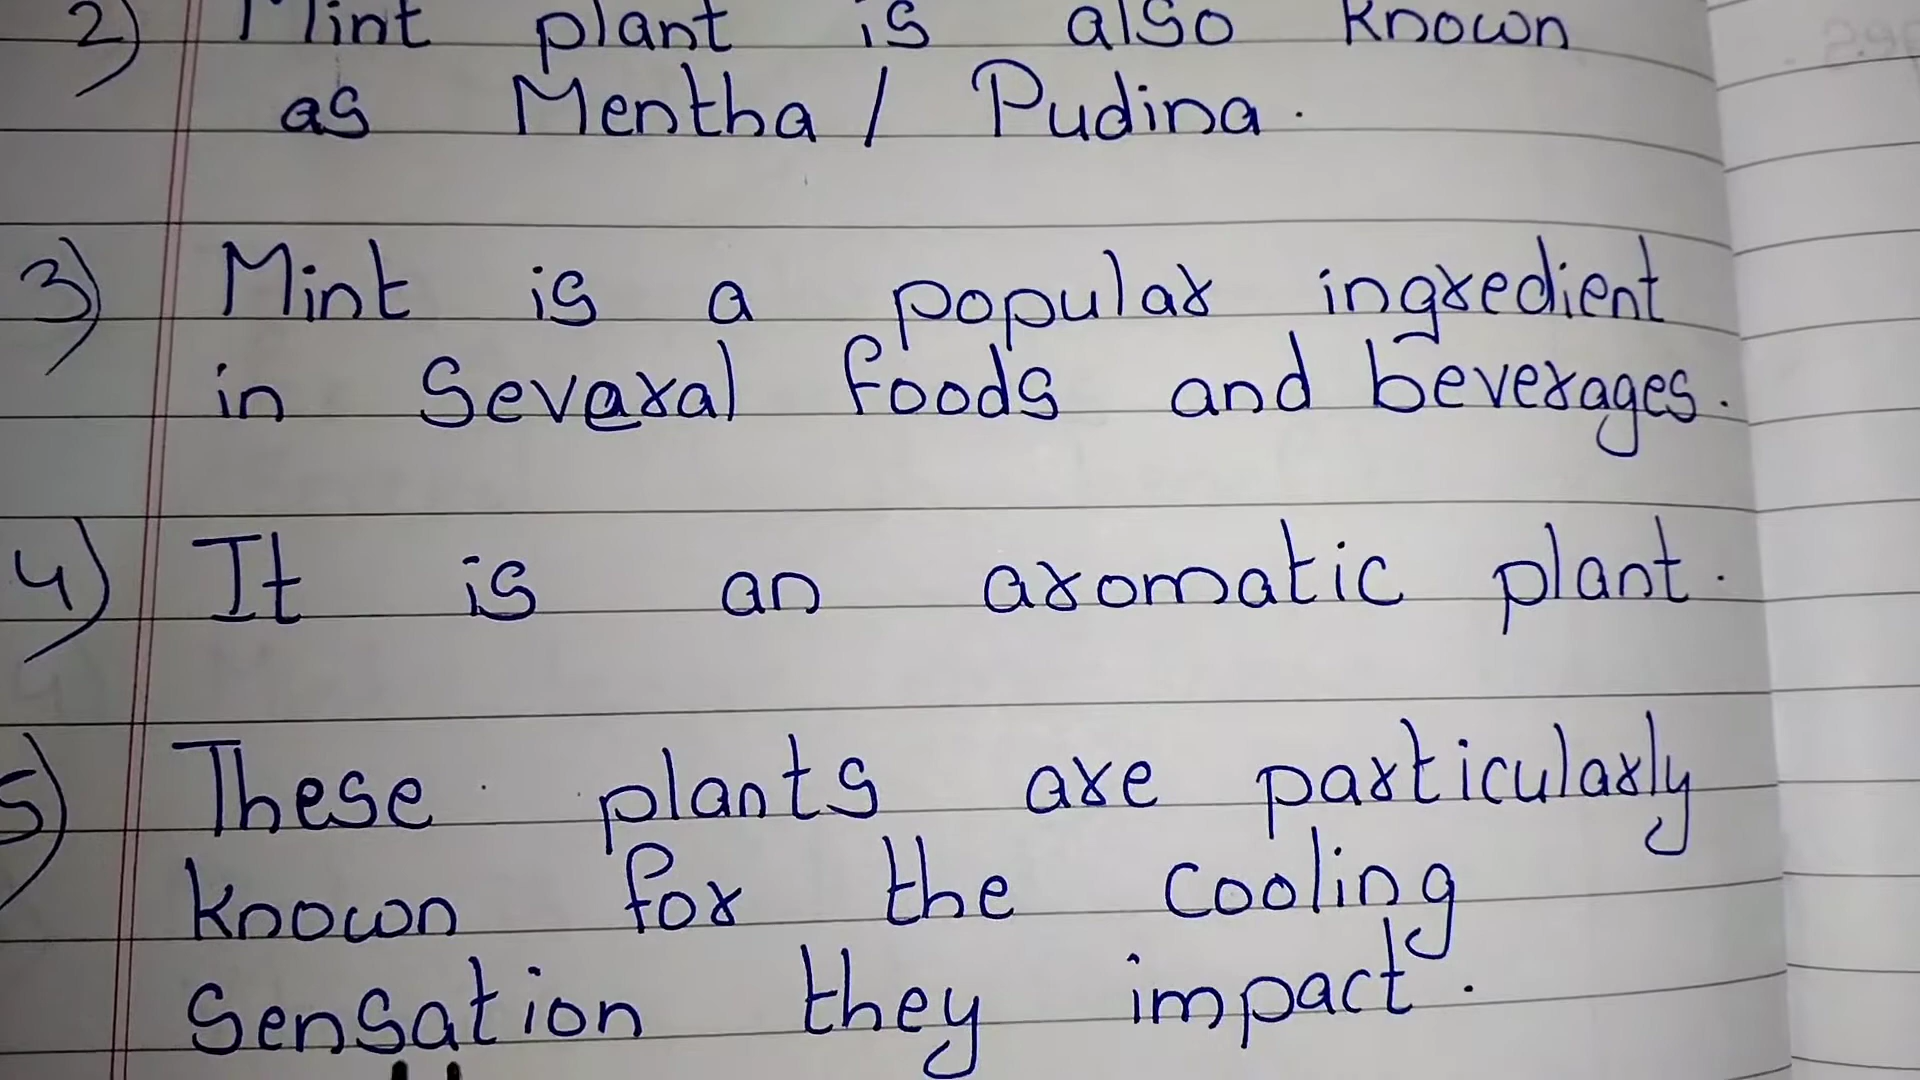 2) Mint plant is also known
as Mentha / Pudina.
3) Mint is a popular ingredient
in Several foods and beverages.
4) It is an aromatic plant.
5) These plants are particularly
known for the cooling
Sensation they impact.